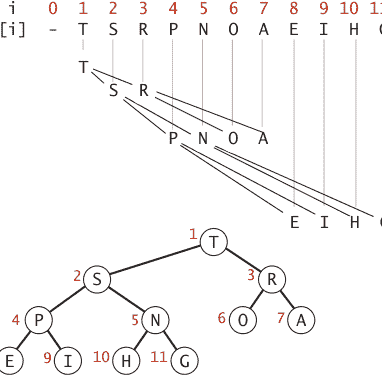 i 0 1 2 3 4 5 6 7 8 9 10 11
[i] - T S R P N O A E I H
T
S R
P N O A
E I H
1 T
2 S 3 R
4 P 5 N 6 O 7 A
E 9 I 10 H 11 G